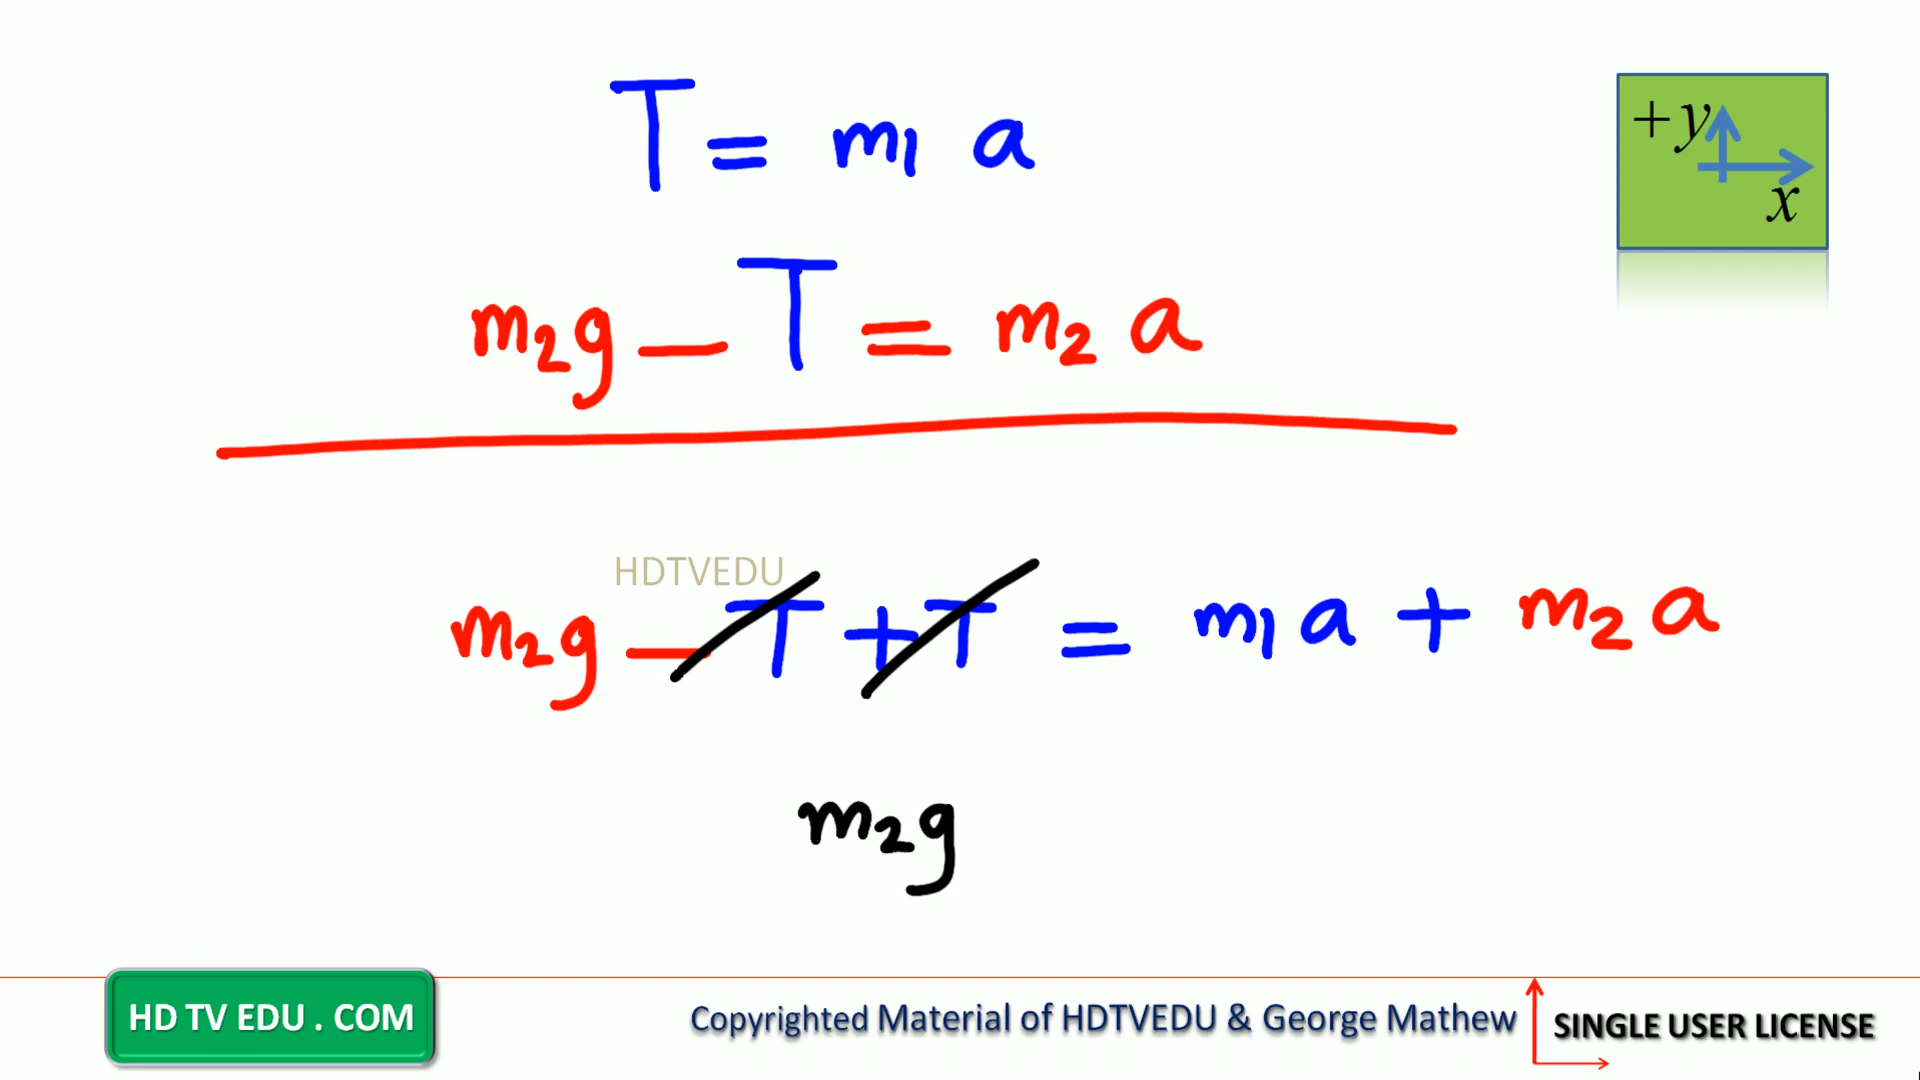 T = m₁ a
+y
x
m₂g − T = m₂ a
HDTVEDU
m₂g − T + T = m₁ a + m₂ a
m₂g
HD TV EDU . COM
Copyrighted Material of HDTVEDU & George Mathew
SINGLE USER LICENSE